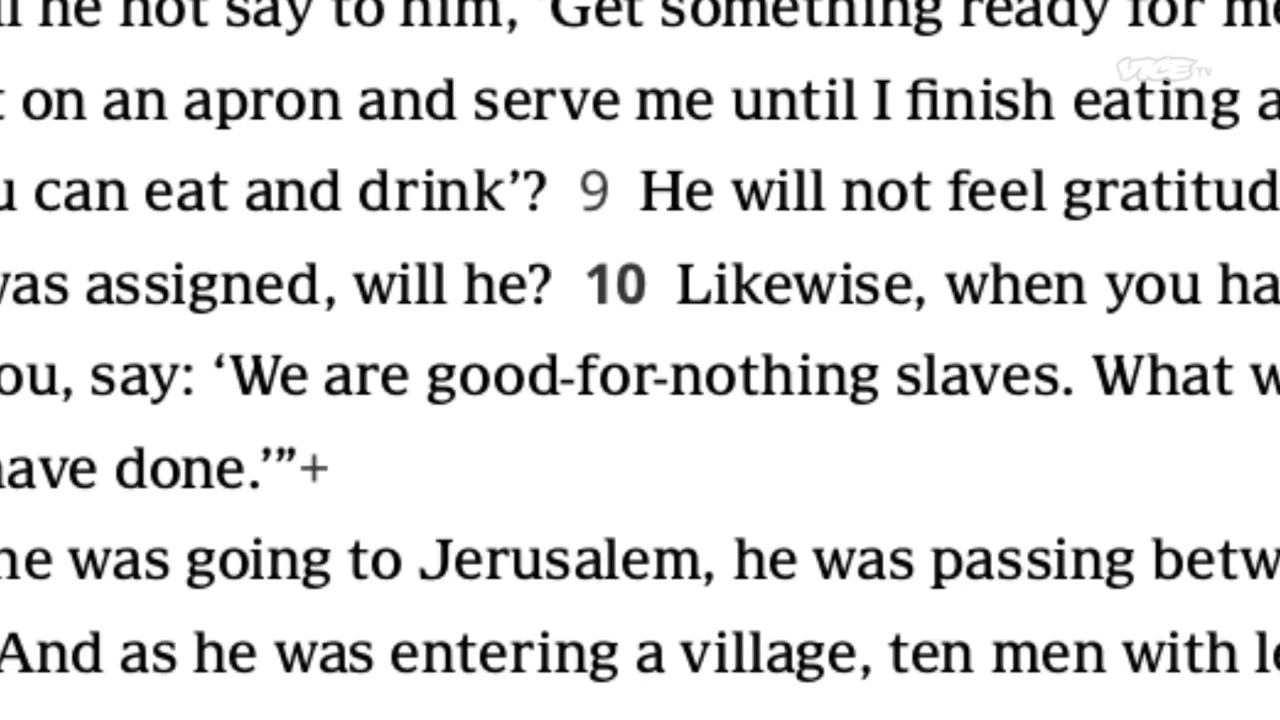 he not say to him, ‘Get something ready for me
VICE TV
on an apron and serve me until I finish eating a
can eat and drink’? 9 He will not feel gratitud
was assigned, will he? 10 Likewise, when you ha
ou, say: ‘We are good-for-nothing slaves. What w
have done.’”+
he was going to Jerusalem, he was passing betw
And as he was entering a village, ten men with le